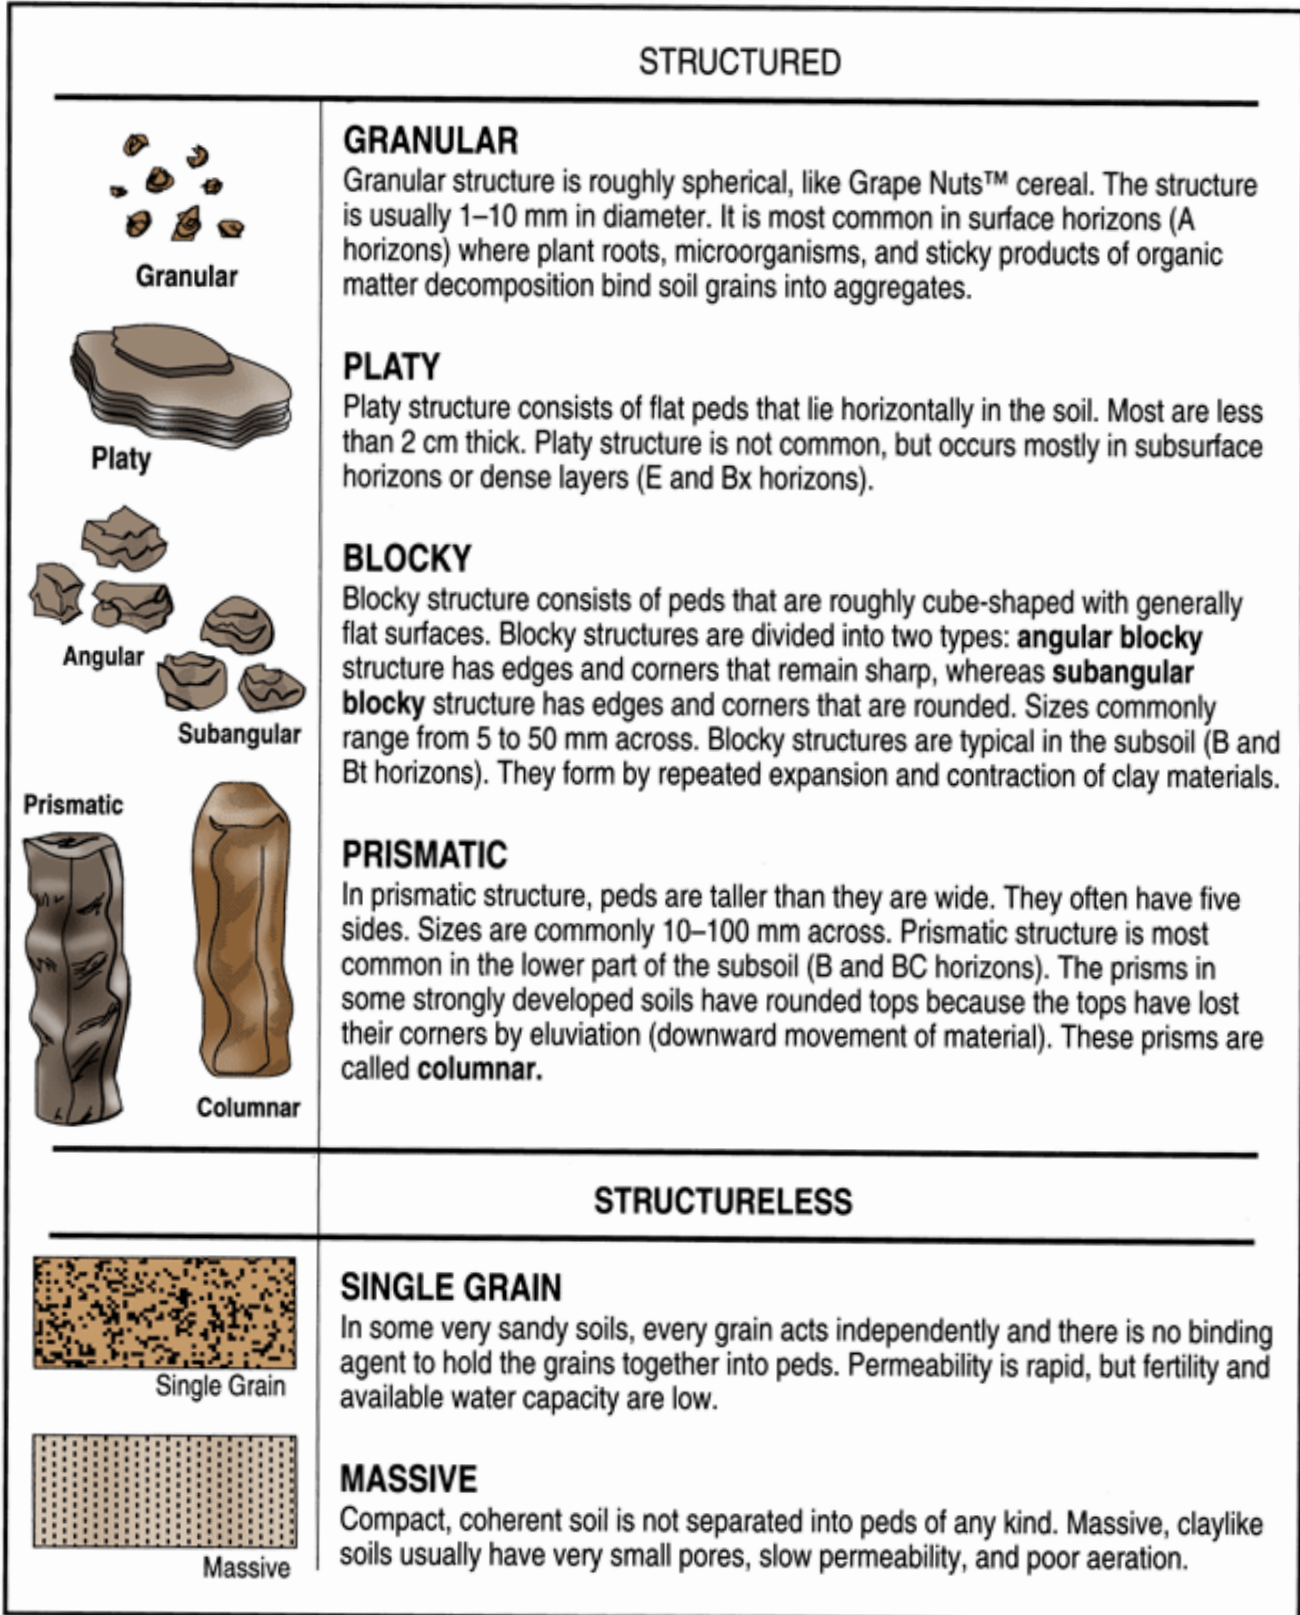 STRUCTURED
GRANULAR
Granular structure is roughly spherical, like Grape Nuts™ cereal. The structure
is usually 1–10 mm in diameter. It is most common in surface horizons (A
horizons) where plant roots, microorganisms, and sticky products of organic
matter decomposition bind soil grains into aggregates.
Granular
PLATY
Platy structure consists of flat peds that lie horizontally in the soil. Most are less
than 2 cm thick. Platy structure is not common, but occurs mostly in subsurface
horizons or dense layers (E and Bx horizons).
Platy
BLOCKY
Blocky structure consists of peds that are roughly cube-shaped with generally
flat surfaces. Blocky structures are divided into two types: angular blocky
structure has edges and corners that remain sharp, whereas subangular
blocky structure has edges and corners that are rounded. Sizes commonly
range from 5 to 50 mm across. Blocky structures are typical in the subsoil (B and
Bt horizons). They form by repeated expansion and contraction of clay materials.
Angular
Subangular
PRISMATIC
In prismatic structure, peds are taller than they are wide. They often have five
sides. Sizes are commonly 10–100 mm across. Prismatic structure is most
common in the lower part of the subsoil (B and BC horizons). The prisms in
some strongly developed soils have rounded tops because the tops have lost
their corners by eluviation (downward movement of material). These prisms are
called columnar.
Prismatic
Columnar
STRUCTURELESS
SINGLE GRAIN
In some very sandy soils, every grain acts independently and there is no binding
agent to hold the grains together into peds. Permeability is rapid, but fertility and
available water capacity are low.
Single Grain
MASSIVE
Compact, coherent soil is not separated into peds of any kind. Massive, claylike
soils usually have very small pores, slow permeability, and poor aeration.
Massive